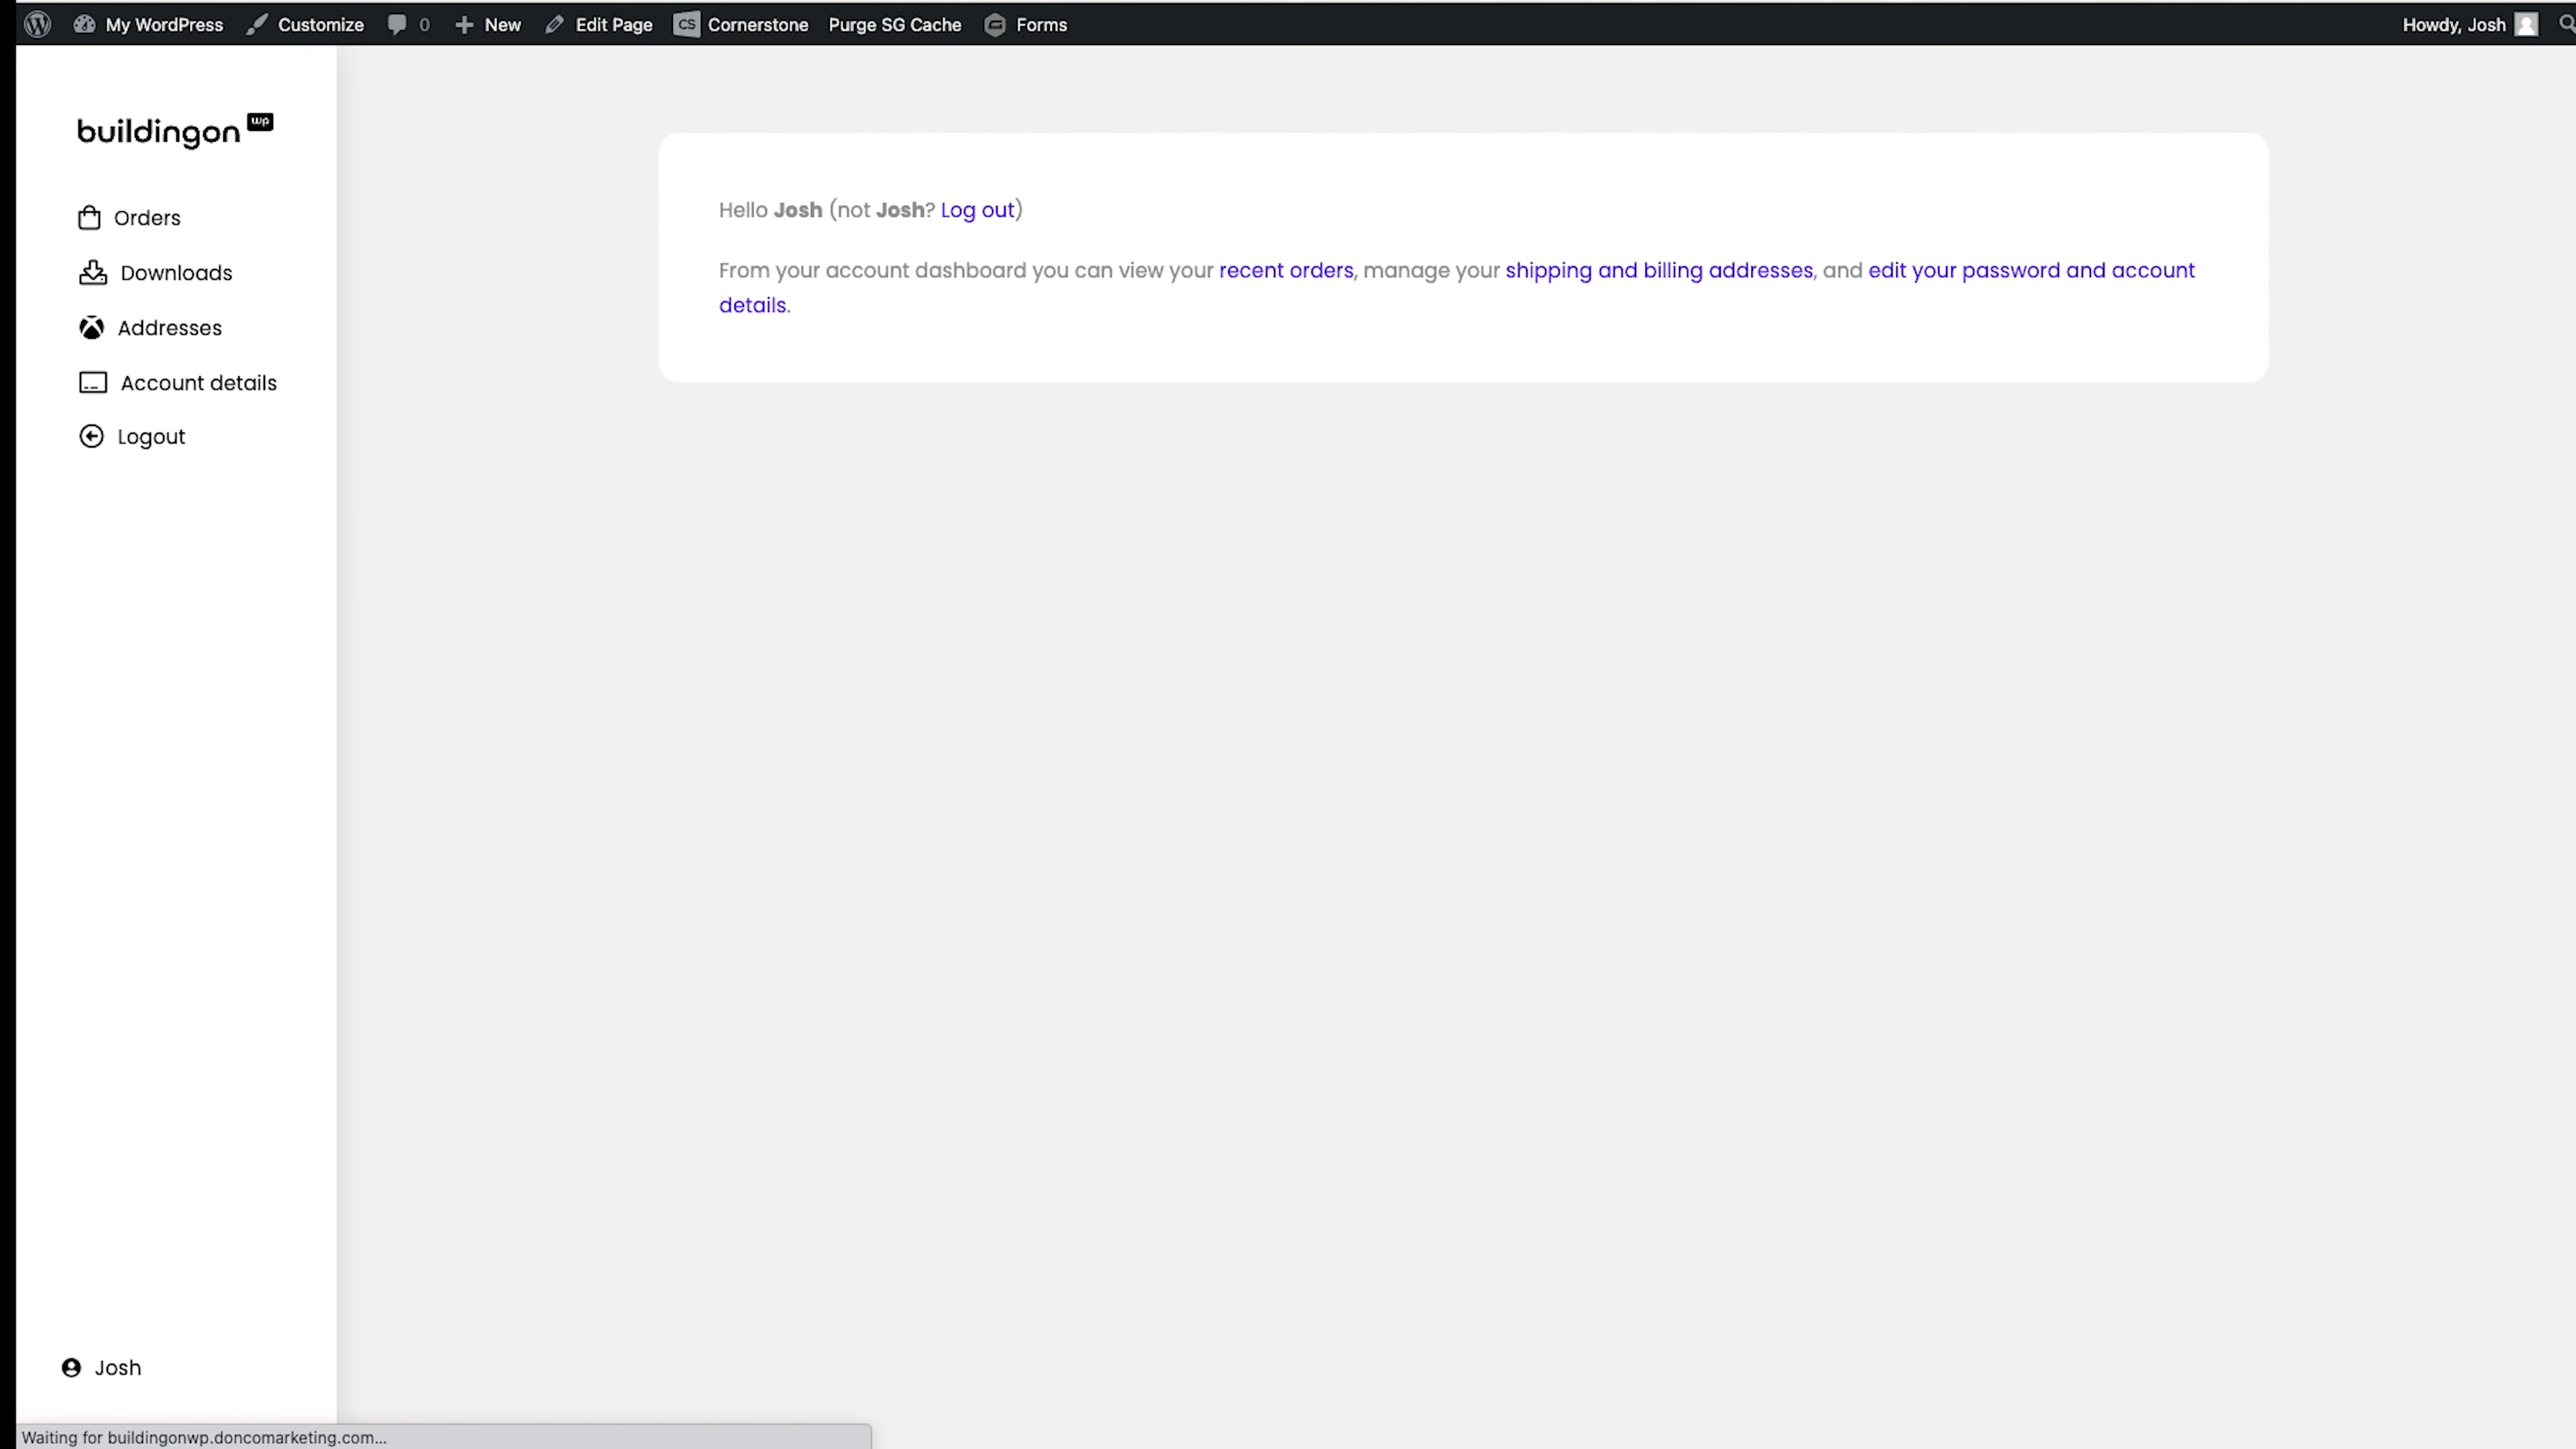 My WordPress Customize 0 New Edit Page CS Cornerstone Purge SG Cache Forms Howdy, Josh
buildingon wp
Orders
Downloads
Addresses
Account details
Logout
Hello Josh (not Josh? Log out)
From your account dashboard you can view your recent orders, manage your shipping and billing addresses, and edit your password and account
details.
Josh
Waiting for buildingonwp.doncomarketing.com...